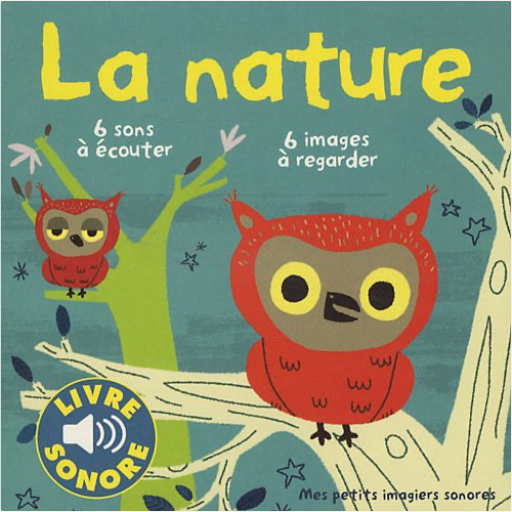 La nature
6 sons
à écouter
6 images
à regarder
LIVRE
SONORE
Mes petits imagiers sonores